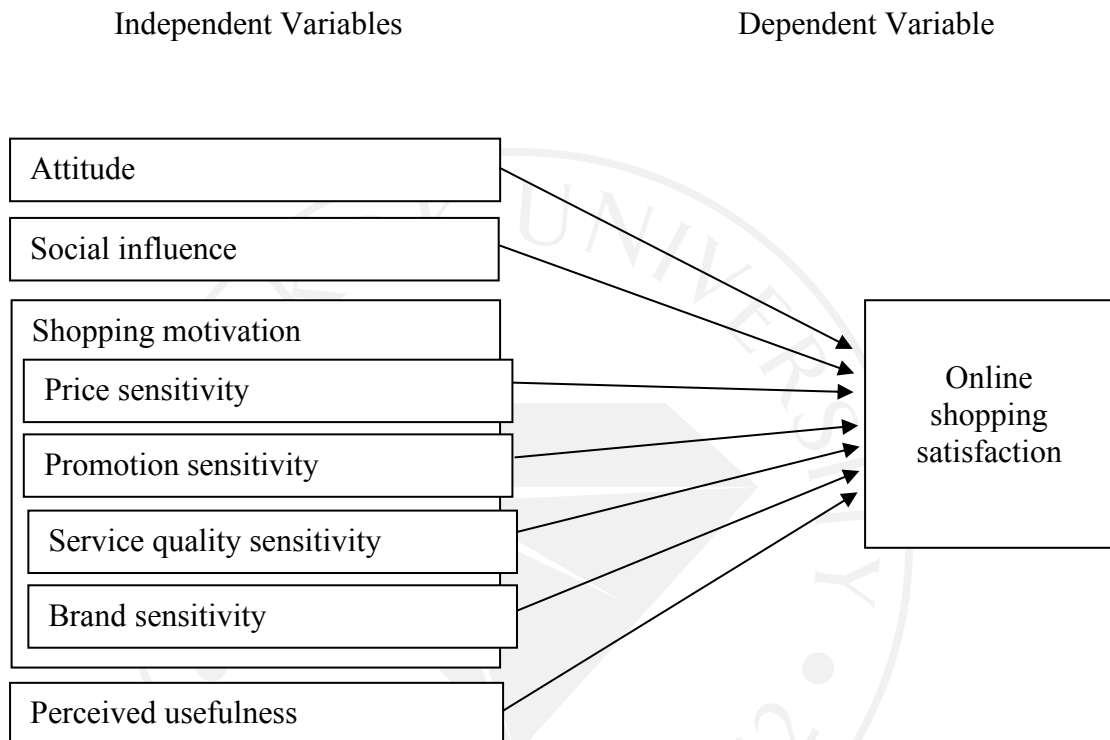 Independent Variables
Dependent Variable
Attitude
Social influence
Shopping motivation
Price sensitivity
Promotion sensitivity
Service quality sensitivity
Brand sensitivity
Perceived usefulness
Online
shopping
satisfaction
UNIVERSITY